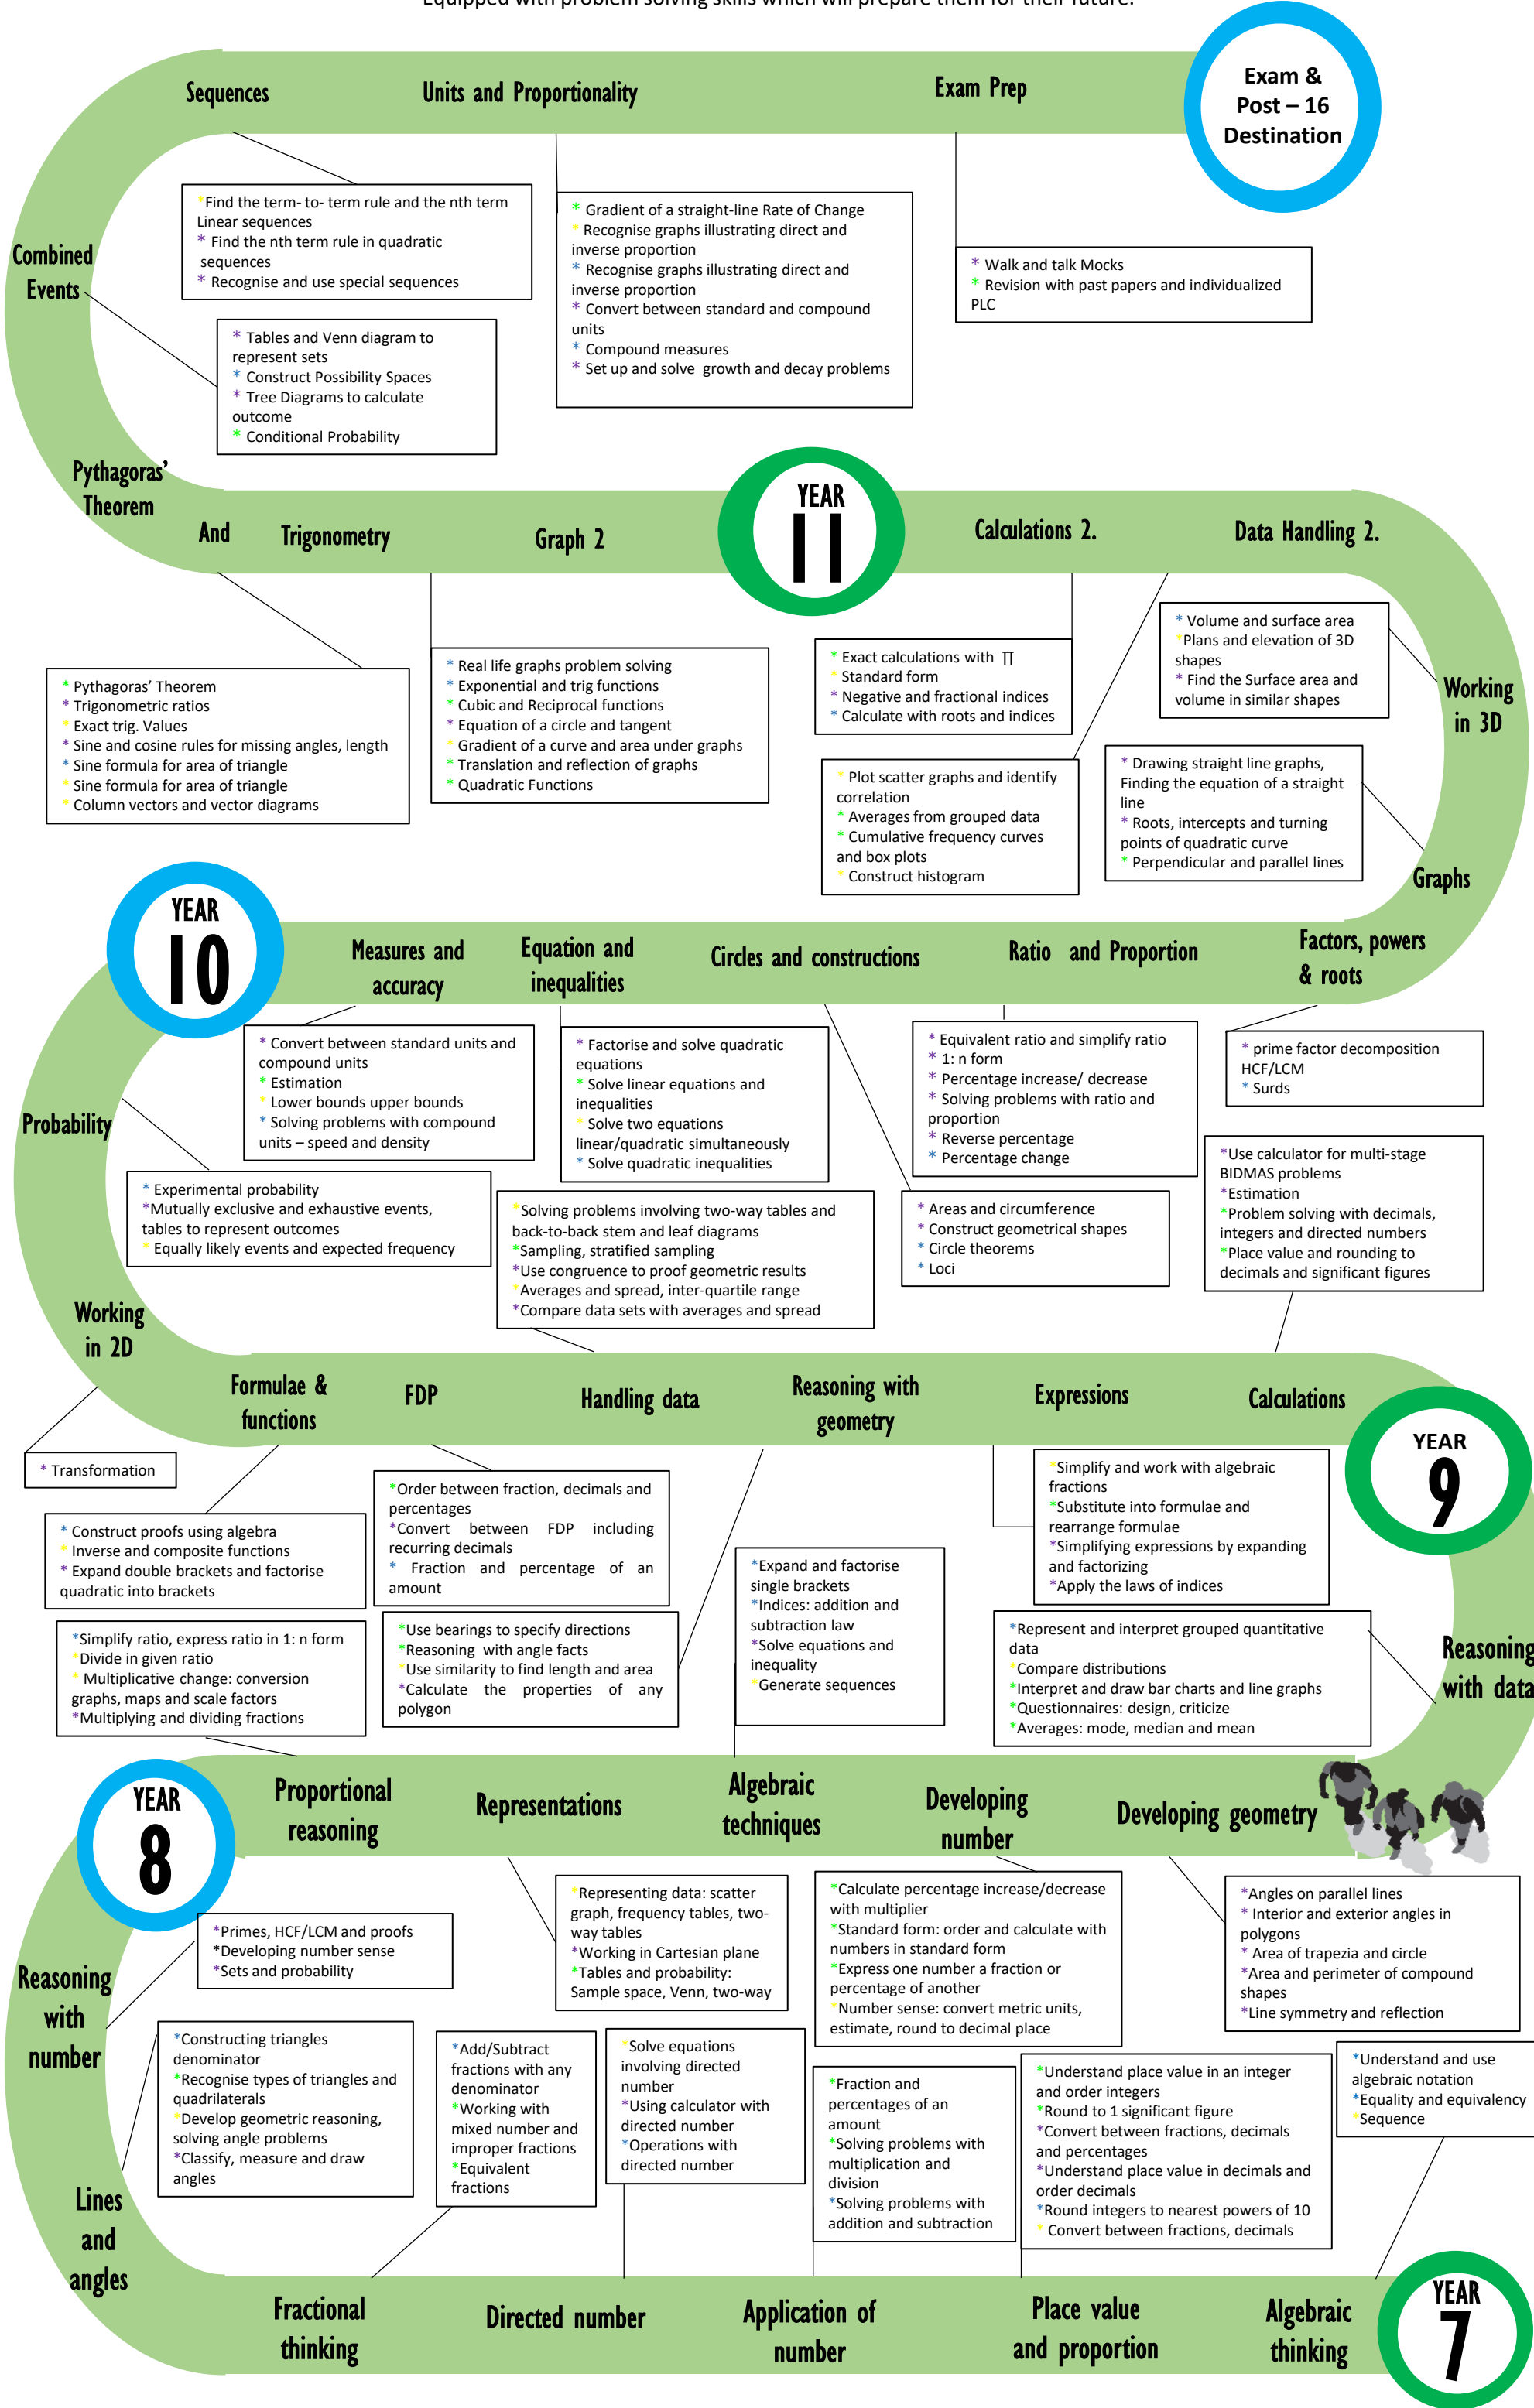 Equipped with problem solving skills which will prepare them for their future.
Sequences
Units and Proportionality
Exam Prep
Exam &
Post – 16
Destination
*Find the term- to- term rule and the nth term
Linear sequences
* Find the nth term rule in quadratic
sequences
* Recognise and use special sequences
* Gradient of a straight-line Rate of Change
* Recognise graphs illustrating direct and
inverse proportion
* Recognise graphs illustrating direct and
inverse proportion
* Convert between standard and compound
units
* Compound measures
* Set up and solve growth and decay problems
* Walk and talk Mocks
* Revision with past papers and individualized
PLC
Combined
Events
* Tables and Venn diagram to
represent sets
* Construct Possibility Spaces
* Tree Diagrams to calculate
outcome
* Conditional Probability
Pythagoras'
Theorem
And
Trigonometry
Graph 2
YEAR
11
Calculations 2.
Data Handling 2.
* Pythagoras' Theorem
* Trigonometric ratios
* Exact trig. Values
* Sine and cosine rules for missing angles, length
* Sine formula for area of triangle
* Sine formula for area of triangle
* Column vectors and vector diagrams
* Real life graphs problem solving
* Exponential and trig functions
* Cubic and Reciprocal functions
* Equation of a circle and tangent
* Gradient of a curve and area under graphs
* Translation and reflection of graphs
* Quadratic Functions
* Exact calculations with ∏
* Standard form
* Negative and fractional indices
* Calculate with roots and indices
* Volume and surface area
*Plans and elevation of 3D
shapes
* Find the Surface area and
volume in similar shapes
Working
in 3D
* Plot scatter graphs and identify
correlation
* Averages from grouped data
* Cumulative frequency curves
and box plots
* Construct histogram
* Drawing straight line graphs,
Finding the equation of a straight
line
* Roots, intercepts and turning
points of quadratic curve
* Perpendicular and parallel lines
Graphs
YEAR
10
Measures and
accuracy
Equation and
inequalities
Circles and constructions
Ratio and Proportion
Factors, powers
& roots
* Convert between standard units and
compound units
* Estimation
* Lower bounds upper bounds
* Solving problems with compound
units – speed and density
* Factorise and solve quadratic
equations
* Solve linear equations and
inequalities
* Solve two equations
linear/quadratic simultaneously
* Solve quadratic inequalities
* Equivalent ratio and simplify ratio
* 1: n form
* Percentage increase/ decrease
* Solving problems with ratio and
proportion
* Reverse percentage
* Percentage change
* prime factor decomposition
HCF/LCM
* Surds
Probability
* Experimental probability
*Mutually exclusive and exhaustive events,
tables to represent outcomes
* Equally likely events and expected frequency
*Solving problems involving two-way tables and
back-to-back stem and leaf diagrams
*Sampling, stratified sampling
*Use congruence to proof geometric results
*Averages and spread, inter-quartile range
*Compare data sets with averages and spread
* Areas and circumference
* Construct geometrical shapes
* Circle theorems
* Loci
*Use calculator for multi-stage
BIDMAS problems
*Estimation
*Problem solving with decimals,
integers and directed numbers
*Place value and rounding to
decimals and significant figures
Working
in 2D
Formulae &
functions
FDP
Handling data
Reasoning with
geometry
Expressions
Calculations
YEAR
9
* Transformation
* Construct proofs using algebra
* Inverse and composite functions
* Expand double brackets and factorise
quadratic into brackets
*Order between fraction, decimals and
percentages
*Convert between FDP including
recurring decimals
* Fraction and percentage of an
amount
*Simplify and work with algebraic
fractions
*Substitute into formulae and
rearrange formulae
*Simplifying expressions by expanding
and factorizing
*Apply the laws of indices
*Expand and factorise
single brackets
*Indices: addition and
subtraction law
*Solve equations and
inequality
*Generate sequences
*Simplify ratio, express ratio in 1: n form
*Divide in given ratio
* Multiplicative change: conversion
graphs, maps and scale factors
*Multiplying and dividing fractions
*Use bearings to specify directions
*Reasoning with angle facts
*Use similarity to find length and area
*Calculate the properties of any
polygon
*Represent and interpret grouped quantitative
data
*Compare distributions
*Interpret and draw bar charts and line graphs
*Questionnaires: design, criticize
*Averages: mode, median and mean
Reasoning
with data
YEAR
8
Proportional
reasoning
Representations
Algebraic
techniques
Developing
number
Developing geometry
*Primes, HCF/LCM and proofs
*Developing number sense
*Sets and probability
*Representing data: scatter
graph, frequency tables, two-
way tables
*Working in Cartesian plane
*Tables and probability:
Sample space, Venn, two-way
*Calculate percentage increase/decrease
with multiplier
*Standard form: order and calculate with
numbers in standard form
*Express one number a fraction or
percentage of another
*Number sense: convert metric units,
estimate, round to decimal place
*Angles on parallel lines
* Interior and exterior angles in
polygons
* Area of trapezia and circle
*Area and perimeter of compound
shapes
*Line symmetry and reflection
Reasoning
with
number
*Constructing triangles
denominator
*Recognise types of triangles and
quadrilaterals
*Develop geometric reasoning,
solving angle problems
*Classify, measure and draw
angles
*Add/Subtract
fractions with any
denominator
*Working with
mixed number and
improper fractions
*Equivalent
fractions
*Solve equations
involving directed
number
*Using calculator with
directed number
*Operations with
directed number
*Fraction and
percentages of an
amount
*Solving problems with
multiplication and
division
*Solving problems with
addition and subtraction
*Understand place value in an integer
and order integers
*Round to 1 significant figure
*Convert between fractions, decimals
and percentages
*Understand place value in decimals and
order decimals
*Round integers to nearest powers of 10
* Convert between fractions, decimals
*Understand and use
algebraic notation
*Equality and equivalency
*Sequence
Lines
and
angles
Fractional
thinking
Directed number
Application of
number
Place value
and proportion
Algebraic
thinking
YEAR
7